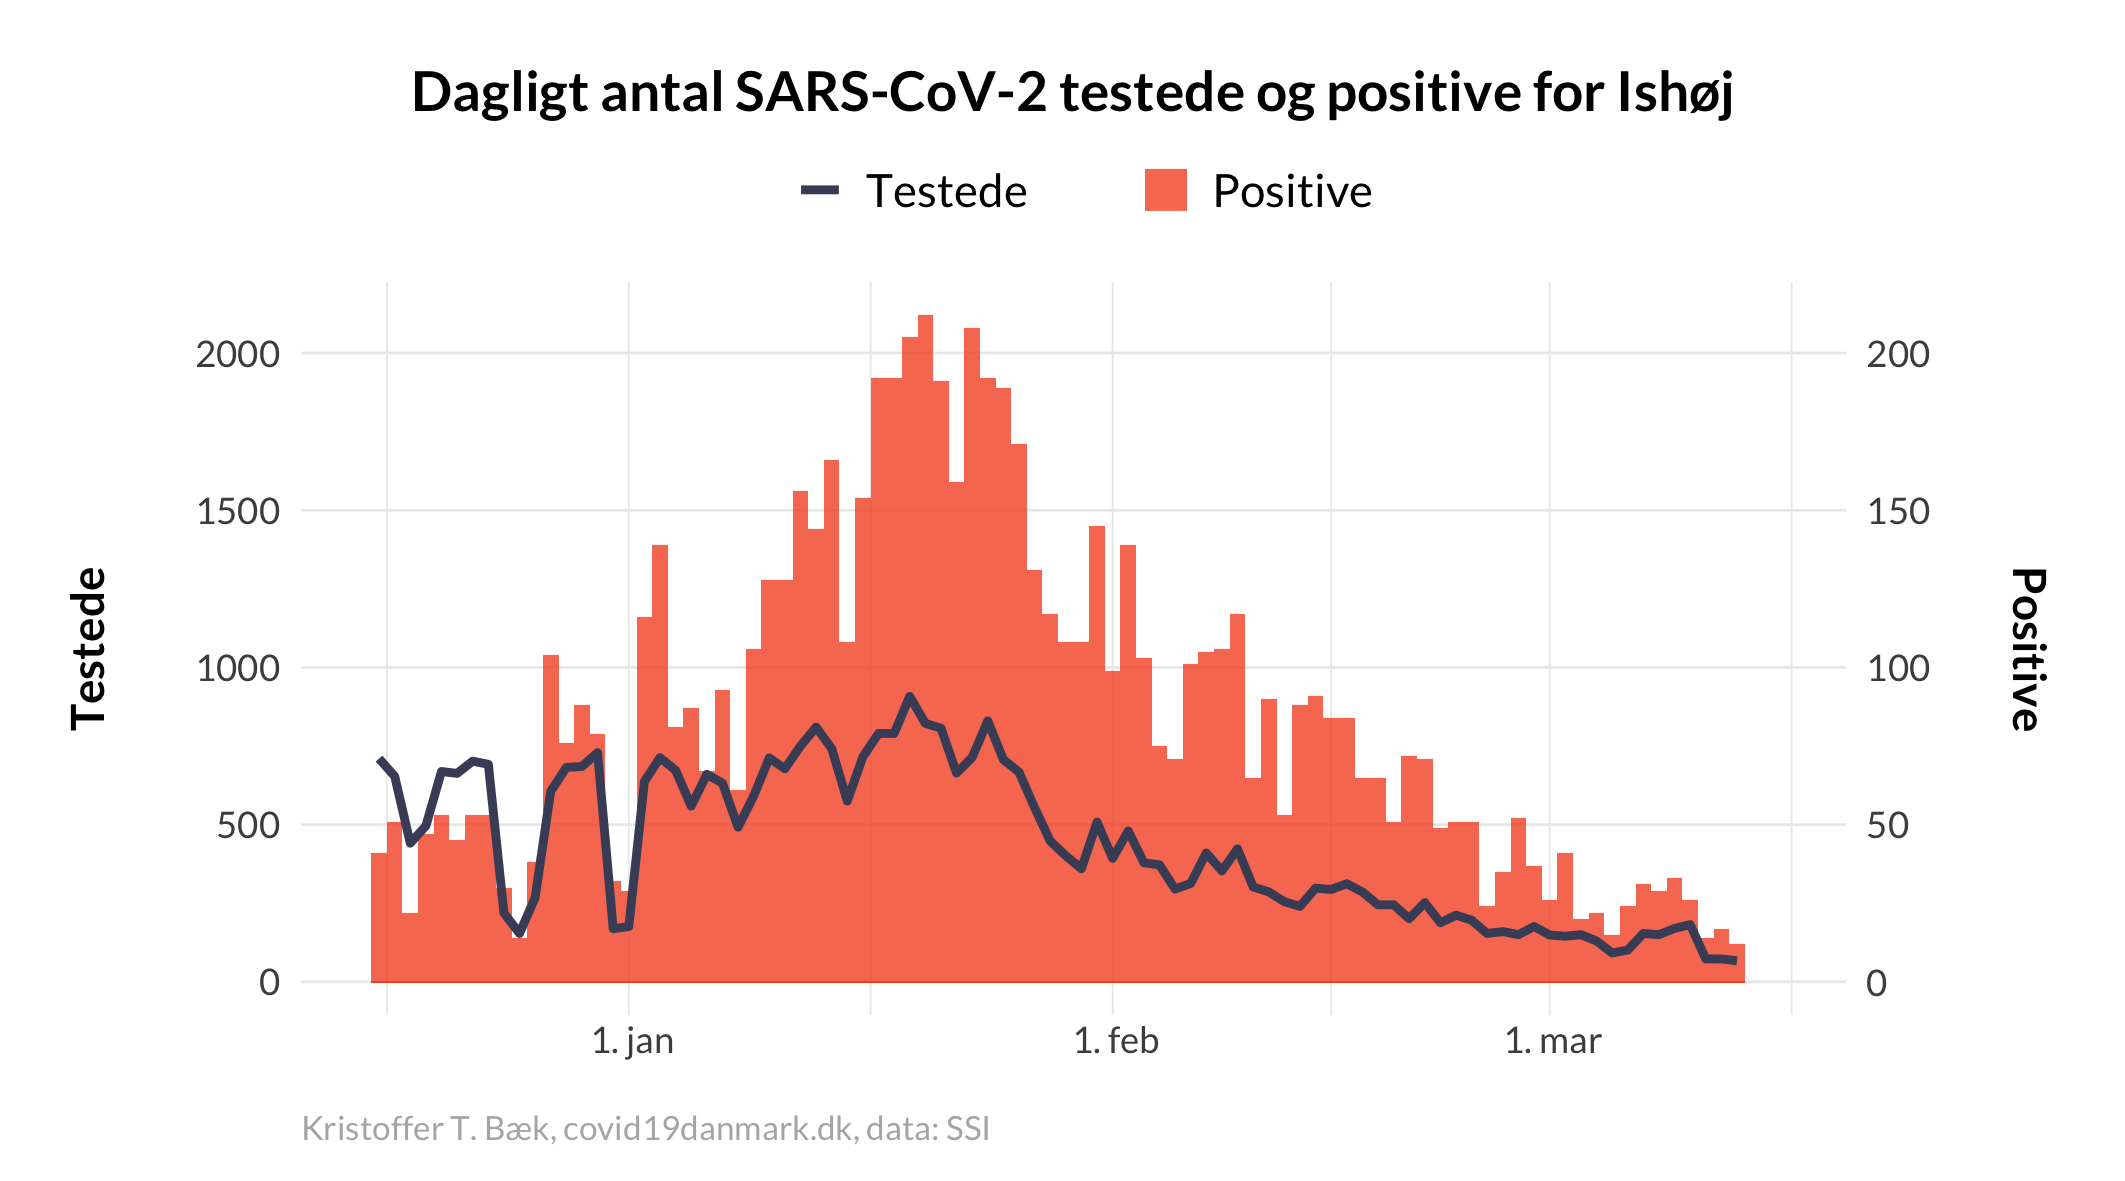 Dagligt antal SARS-CoV-2 testede og positive for Ishøj
Testede Positive
2000 200
1500 150
1000 100
500 50
0 0
Testede
Positive
1. jan 1. feb 1. mar
Kristoffer T. Bæk, covid19danmark.dk, data: SSI